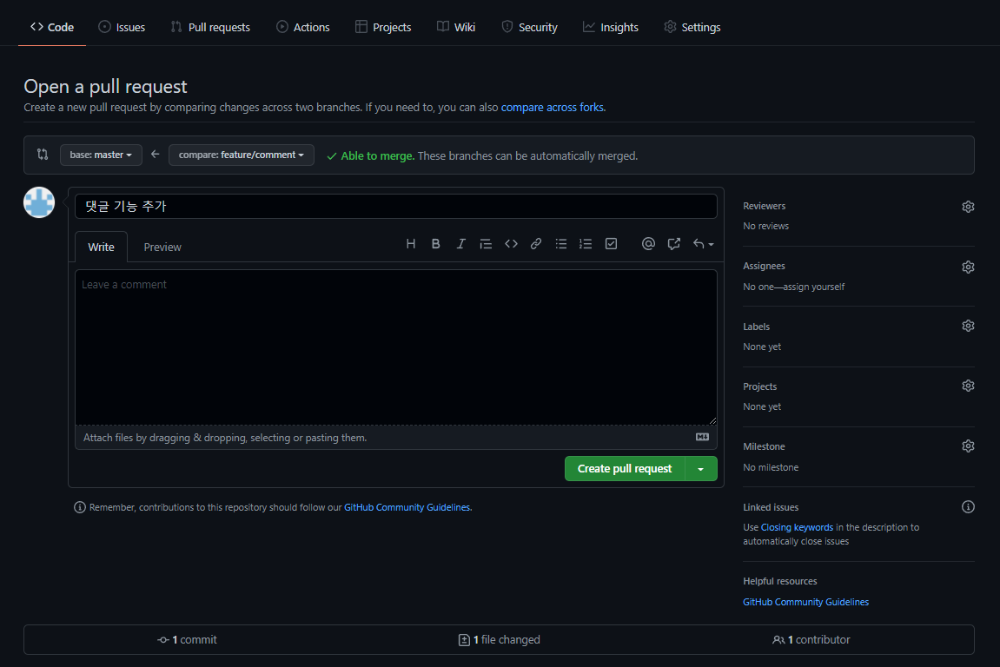 Code Issues Pull requests Actions Projects Wiki Security Insights Settings
Open a pull request
Create a new pull request by comparing changes across two branches. If you need to, you can also compare across forks.
base: master compare: feature/comment Able to merge. These branches can be automatically merged.
댓글 기능 추가
Write Preview
Leave a comment
Attach files by dragging & dropping, selecting or pasting them.
Create pull request
Remember, contributions to this repository should follow our GitHub Community Guidelines.
Reviewers
No reviews
Assignees
No one—assign yourself
Labels
None yet
Projects
None yet
Milestone
No milestone
Linked issues
Use Closing keywords in the description to
automatically close issues
Helpful resources
GitHub Community Guidelines
1 commit 1 file changed 1 contributor